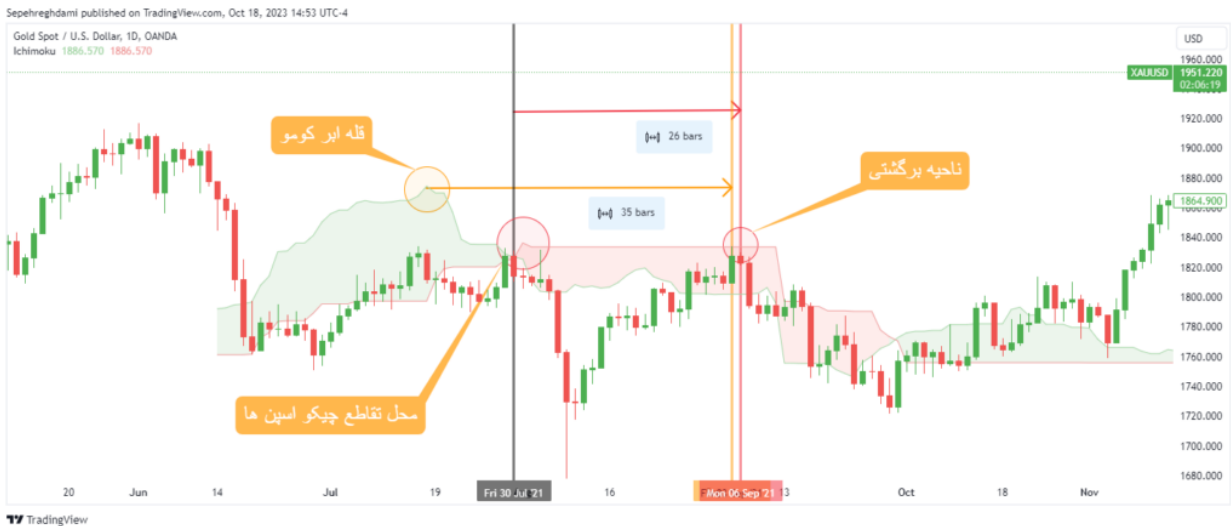 Sepehreghdami published on TradingView.com, Oct 18, 2023 14:53 UTC-4
Gold Spot / U.S. Dollar, 1D, OANDA
Ichimoku 1886.570 1886.570
USD
1960.000
XAUUSD 1951.220
02:06:19
1920.000
26 bars
قله ابر کومو
1900.000
ناحیه برگشتی
1880.000
1864.900
35 bars
1840.000
1820.000
1800.000
1780.000
1760.000
محل تقاطع چیکو اسپن ها
1740.000
1720.000
1700.000
1680.000
20 Jun 14 Jul 19 Fri 30 Jul '21 16 Mon 06 Sep '21 13 Oct 18 Nov
TradingView